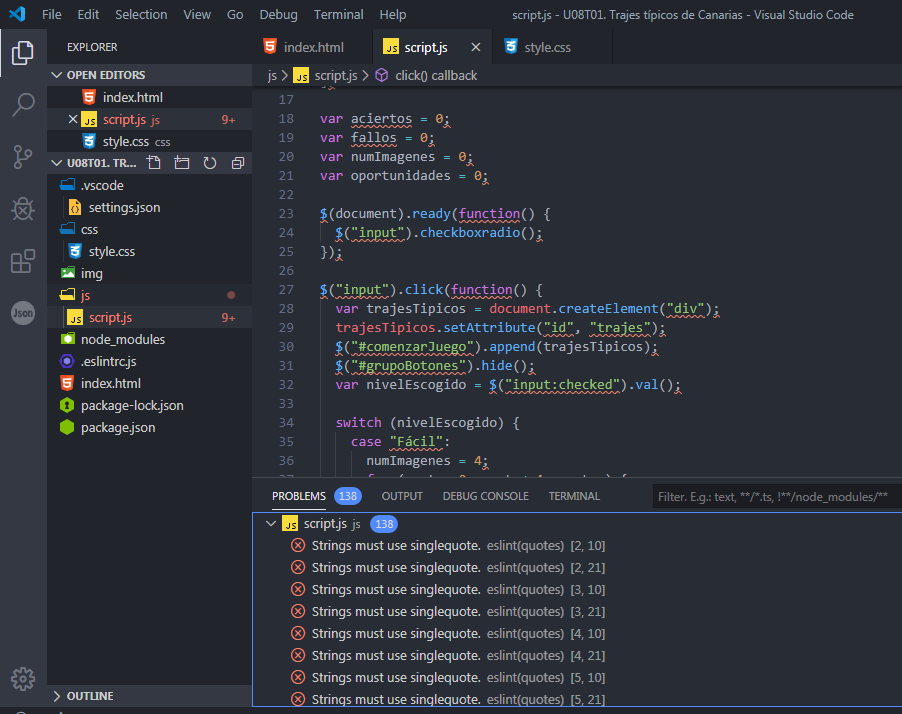 File Edit Selection View Go Debug Terminal Help script.js - U08T01. Trajes típicos de Canarias - Visual Studio Code
EXPLORER
OPEN EDITORS
index.html
script.js js 9+
style.css css
U08T01. TR...
.vscode
settings.json
css
style.css
img
js
script.js 9+
node_modules
.eslintrc.js
index.html
package-lock.json
package.json
OUTLINE
Json
index.html JS script.js style.css
js > JS script.js > click() callback
17
18 var aciertos = 0;
19 var fallos = 0;
20 var numImagenes = 0;
21 var oportunidades = 0;
22
23 $(document).ready(function() {
24 $("input").checkboxradio();
25 });
26
27 $("input").click(function() {
28 var trajesTipicos = document.createElement("div");
29 trajesTipicos.setAttribute("id", "trajes");
30 $("#comenzarJuego").append(trajesTipicos);
31 $("#grupoBotones").hide();
32 var nivelEscogido = $("input:checked").val();
33
34 switch (nivelEscogido) {
35 case "Fácil":
36 numImagenes = 4;
PROBLEMS 138 OUTPUT DEBUG CONSOLE TERMINAL Filter. E.g.: text, **/*.ts, !**/node_modules/**
JS script.js js 138
Strings must use singlequote. eslint(quotes) [2, 10]
Strings must use singlequote. eslint(quotes) [2, 21]
Strings must use singlequote. eslint(quotes) [3, 10]
Strings must use singlequote. eslint(quotes) [3, 21]
Strings must use singlequote. eslint(quotes) [4, 10]
Strings must use singlequote. eslint(quotes) [4, 21]
Strings must use singlequote. eslint(quotes) [5, 10]
Strings must use singlequote. eslint(quotes) [5, 21]